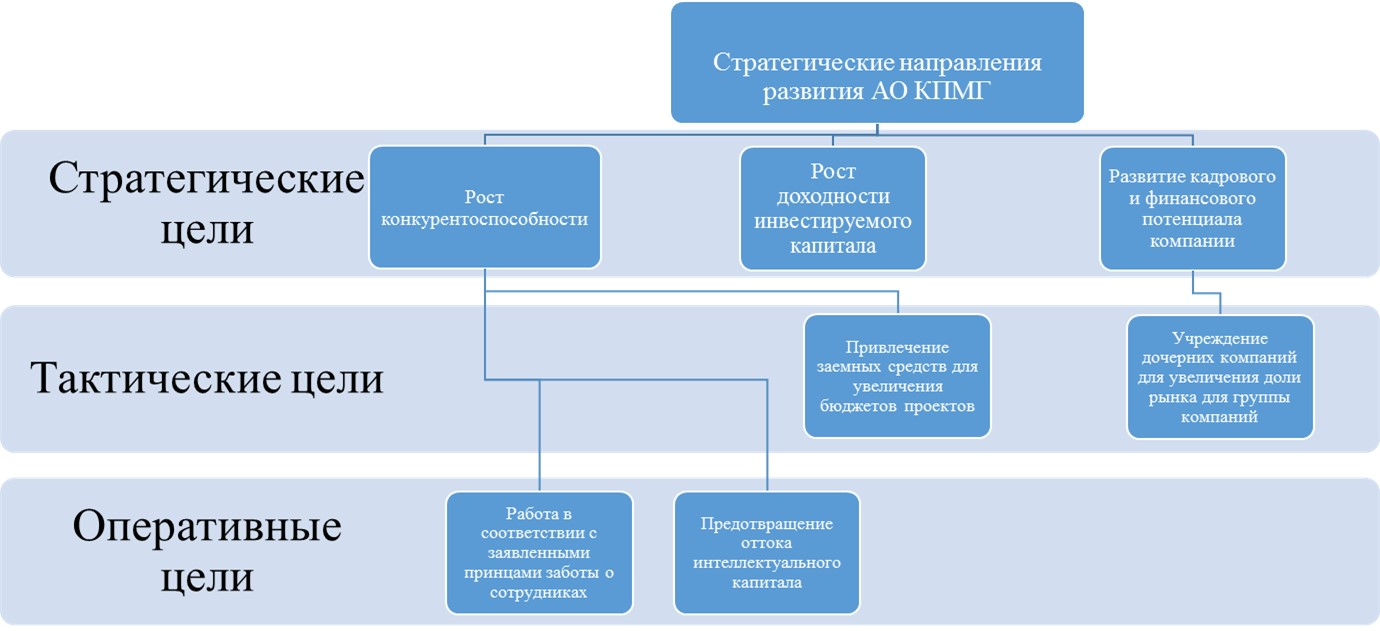 Стратегические направления
развития АО КПМГ
Стратегические
цели
Рост
конкурентоспособности
Рост
доходности
инвестируемого
капитала
Развитие кадрового
и финансового
потенциала
компании
Тактические цели
Привлечение
заемных средств для
увеличения
бюджетов проектов
Учреждение
дочерних компаний
для увеличения доли
рынка для группы
компаний
Оперативные
цели
Работа в
соответствии с
заявленными
принцами заботы о
сотрудниках
Предотвращение
оттока
интеллектуального
капитала